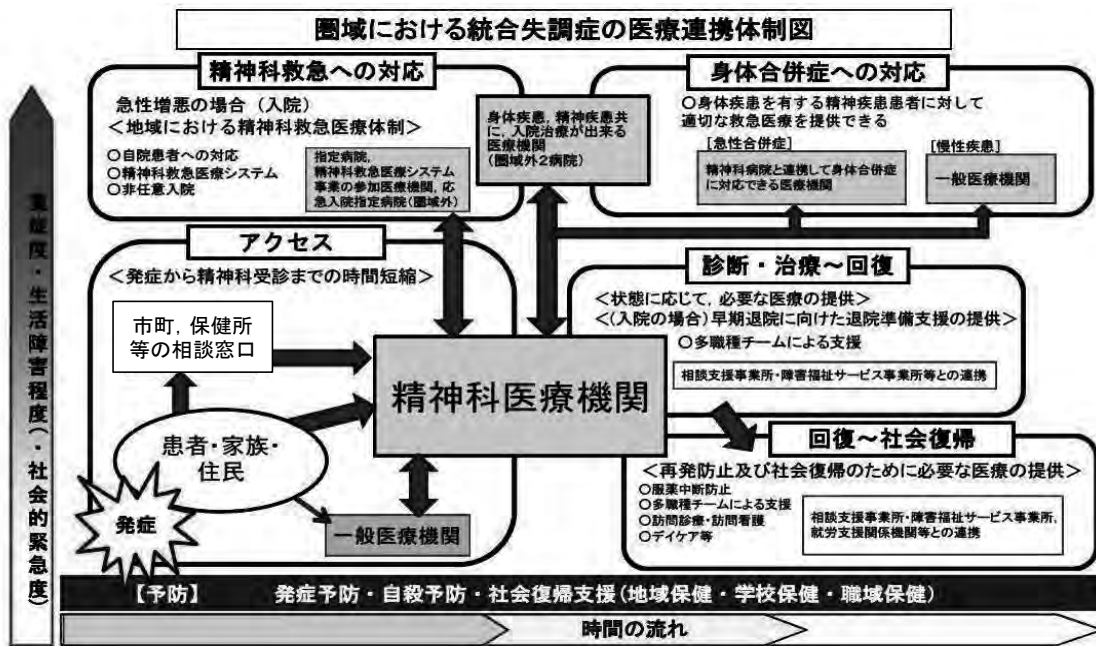 圏域における統合失調症の医療連携体制図
精神科救急への対応
急性増悪の場合（入院）
＜地域における精神科救急医療体制＞
○自院患者への対応
○精神科救急医療システム
○非任意入院
指定病院，
精神科救急医療システム
事業の参加医療機関，応
急入院指定病院（圏域外）
身体疾患，精神疾患共
に，入院治療が出来る
医療機関
（圏域外2病院）
身体合併症への対応
○身体疾患を有する精神疾患患者に対して
適切な救急医療を提供できる
［急性合併症］
精神科病院と連携して身体合併症
に対応できる医療機関
［慢性疾患］
一般医療機関
重症度・生活障害程度（・社会的緊急度）
アクセス
＜発症から精神科受診までの時間短縮＞
市町，保健所
等の相談窓口
患者・家族・
住民
発症
一般医療機関
精神科医療機関
診断・治療～回復
＜状態に応じて，必要な医療の提供＞
＜（入院の場合）早期退院に向けた退院準備支援の提供＞
○多職種チームによる支援
相談支援事業所・障害福祉サービス事業所等との連携
回復～社会復帰
＜再発防止及び社会復帰のために必要な医療の提供＞
○服薬中断防止
○多職種チームによる支援
○訪問診療・訪問看護
○デイケア等
相談支援事業所・障害福祉サービス事業所，
就労支援関係機関等との連携
【予防】　発症予防・自殺予防・社会復帰支援（地域保健・学校保健・職域保健）
時間の流れ